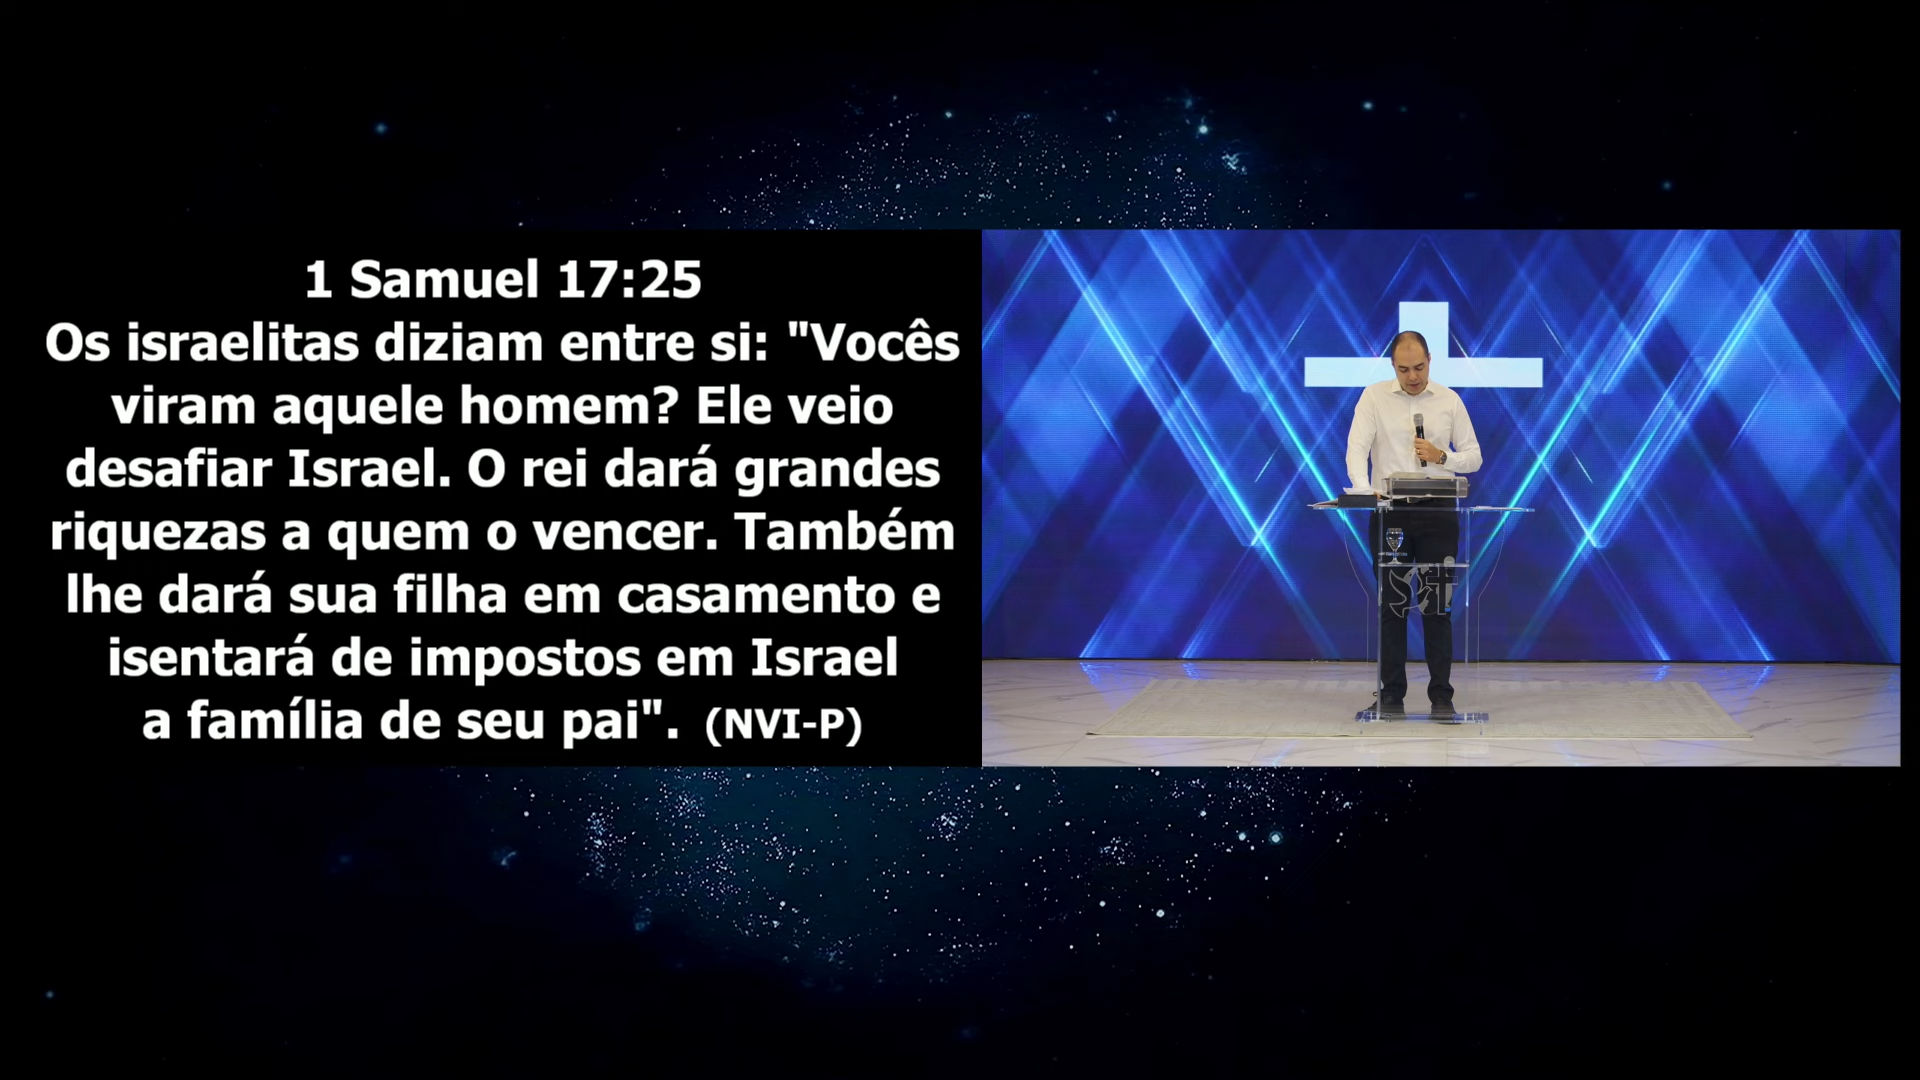 1 Samuel 17:25
Os israelitas diziam entre si: "Vocês
viram aquele homem? Ele veio
desafiar Israel. O rei dará grandes
riquezas a quem o vencer. Também
lhe dará sua filha em casamento e
isentará de impostos em Israel
a família de seu pai". (NVI-P)